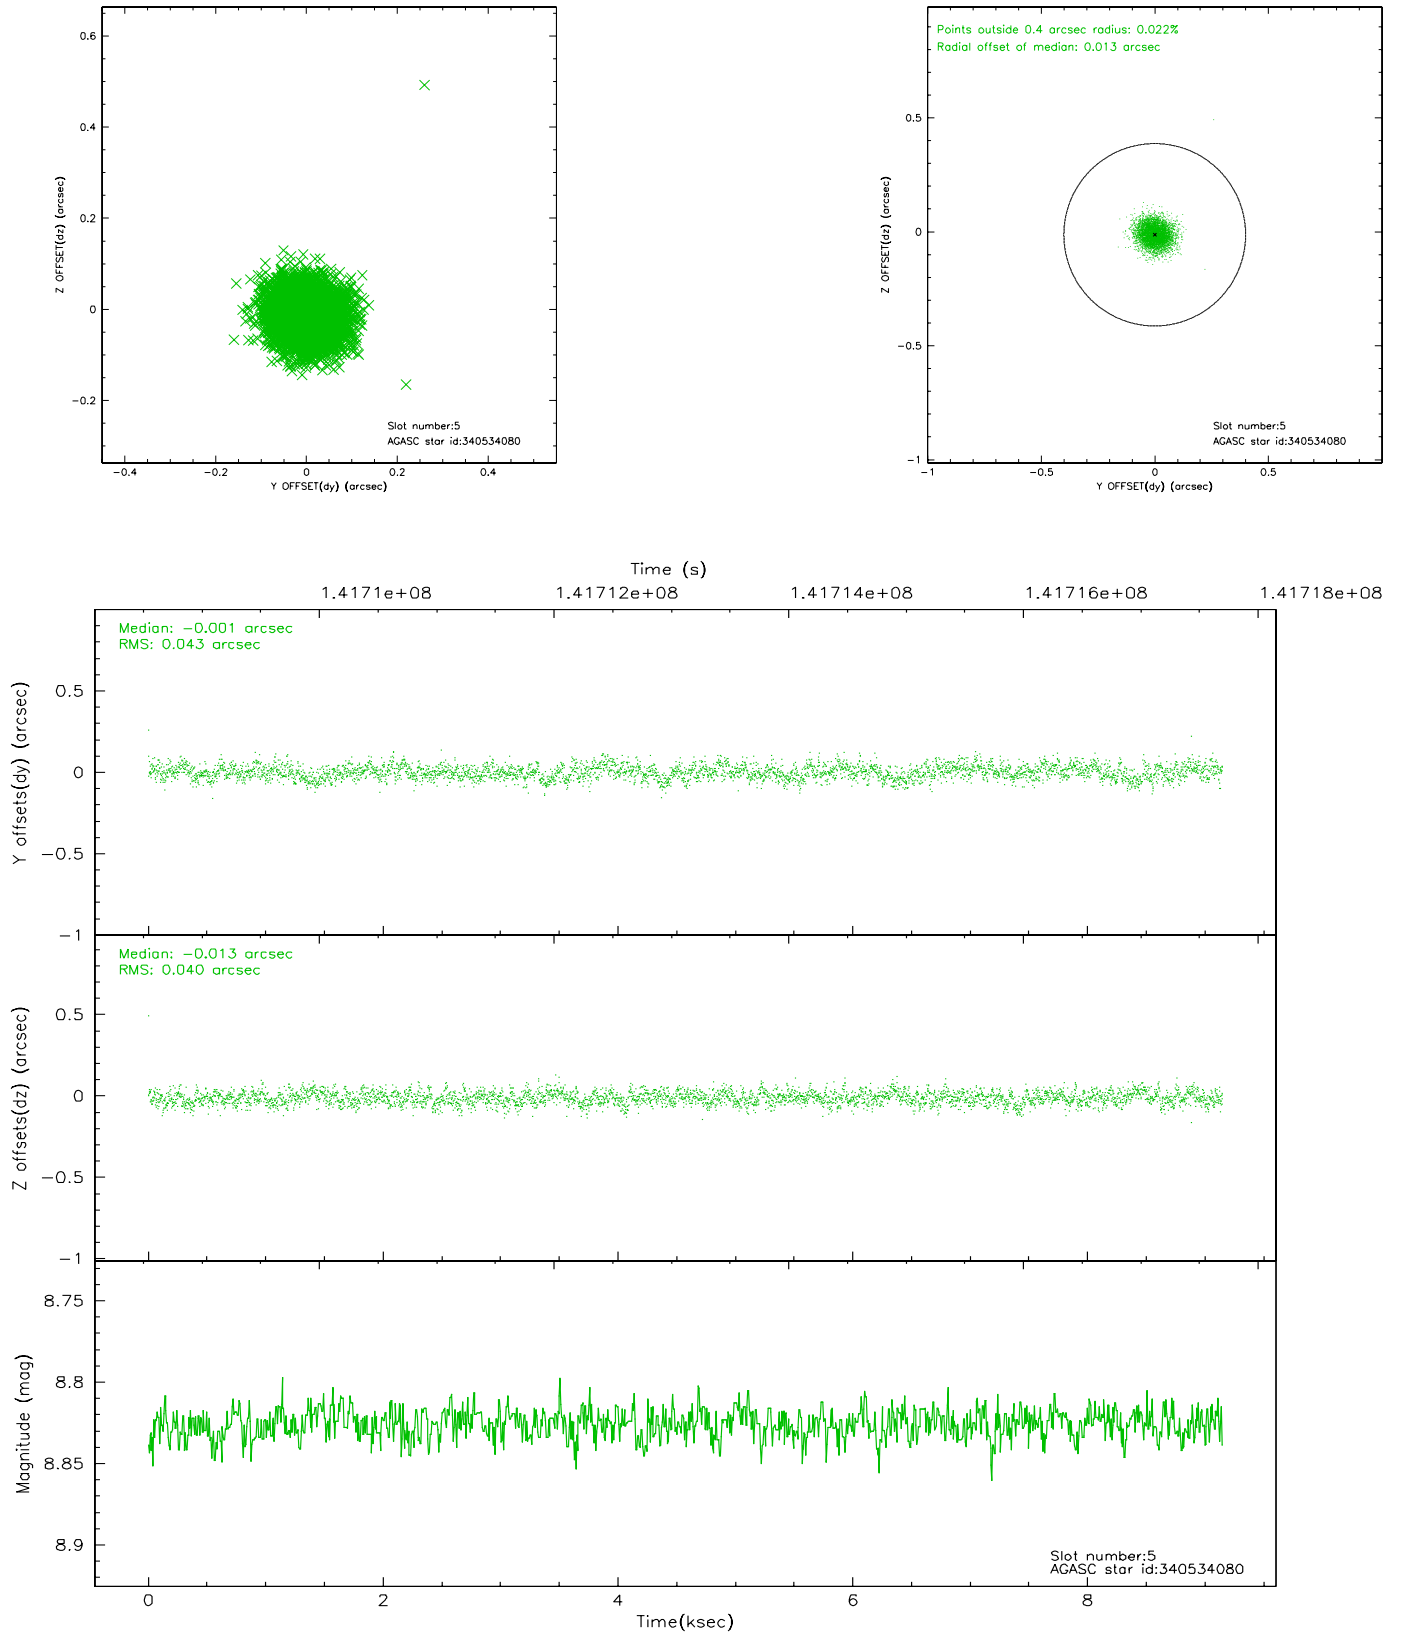 0.6
0.4
0.2
0
−0.2
Z OFFSET(dz) (arcsec)
Slot number:5
AGASC star id:340534080
−0.4 −0.2 0 0.2 0.4
Y OFFSET(dy) (arcsec)
Points outside 0.4 arcsec radius: 0.022%
Radial offset of median: 0.013 arcsec
0.5
0
−0.5
−1
Z OFFSET(dz) (arcsec)
Slot number:5
AGASC star id:340534080
−1 −0.5 0 0.5
Y OFFSET(dy) (arcsec)
Time (s)
1.4171e+08 1.41712e+08 1.41714e+08 1.41716e+08 1.41718e+08
Median: −0.001 arcsec
RMS: 0.043 arcsec
0.5
0
−0.5
−1
Y offsets(dy) (arcsec)
Median: −0.013 arcsec
RMS: 0.040 arcsec
0.5
0
−0.5
−1
Z offsets(dz) (arcsec)
8.75
8.8
8.85
8.9
Magnitude (mag)
Slot number:5
AGASC star id:340534080
0 2 4 6 8
Time(ksec)